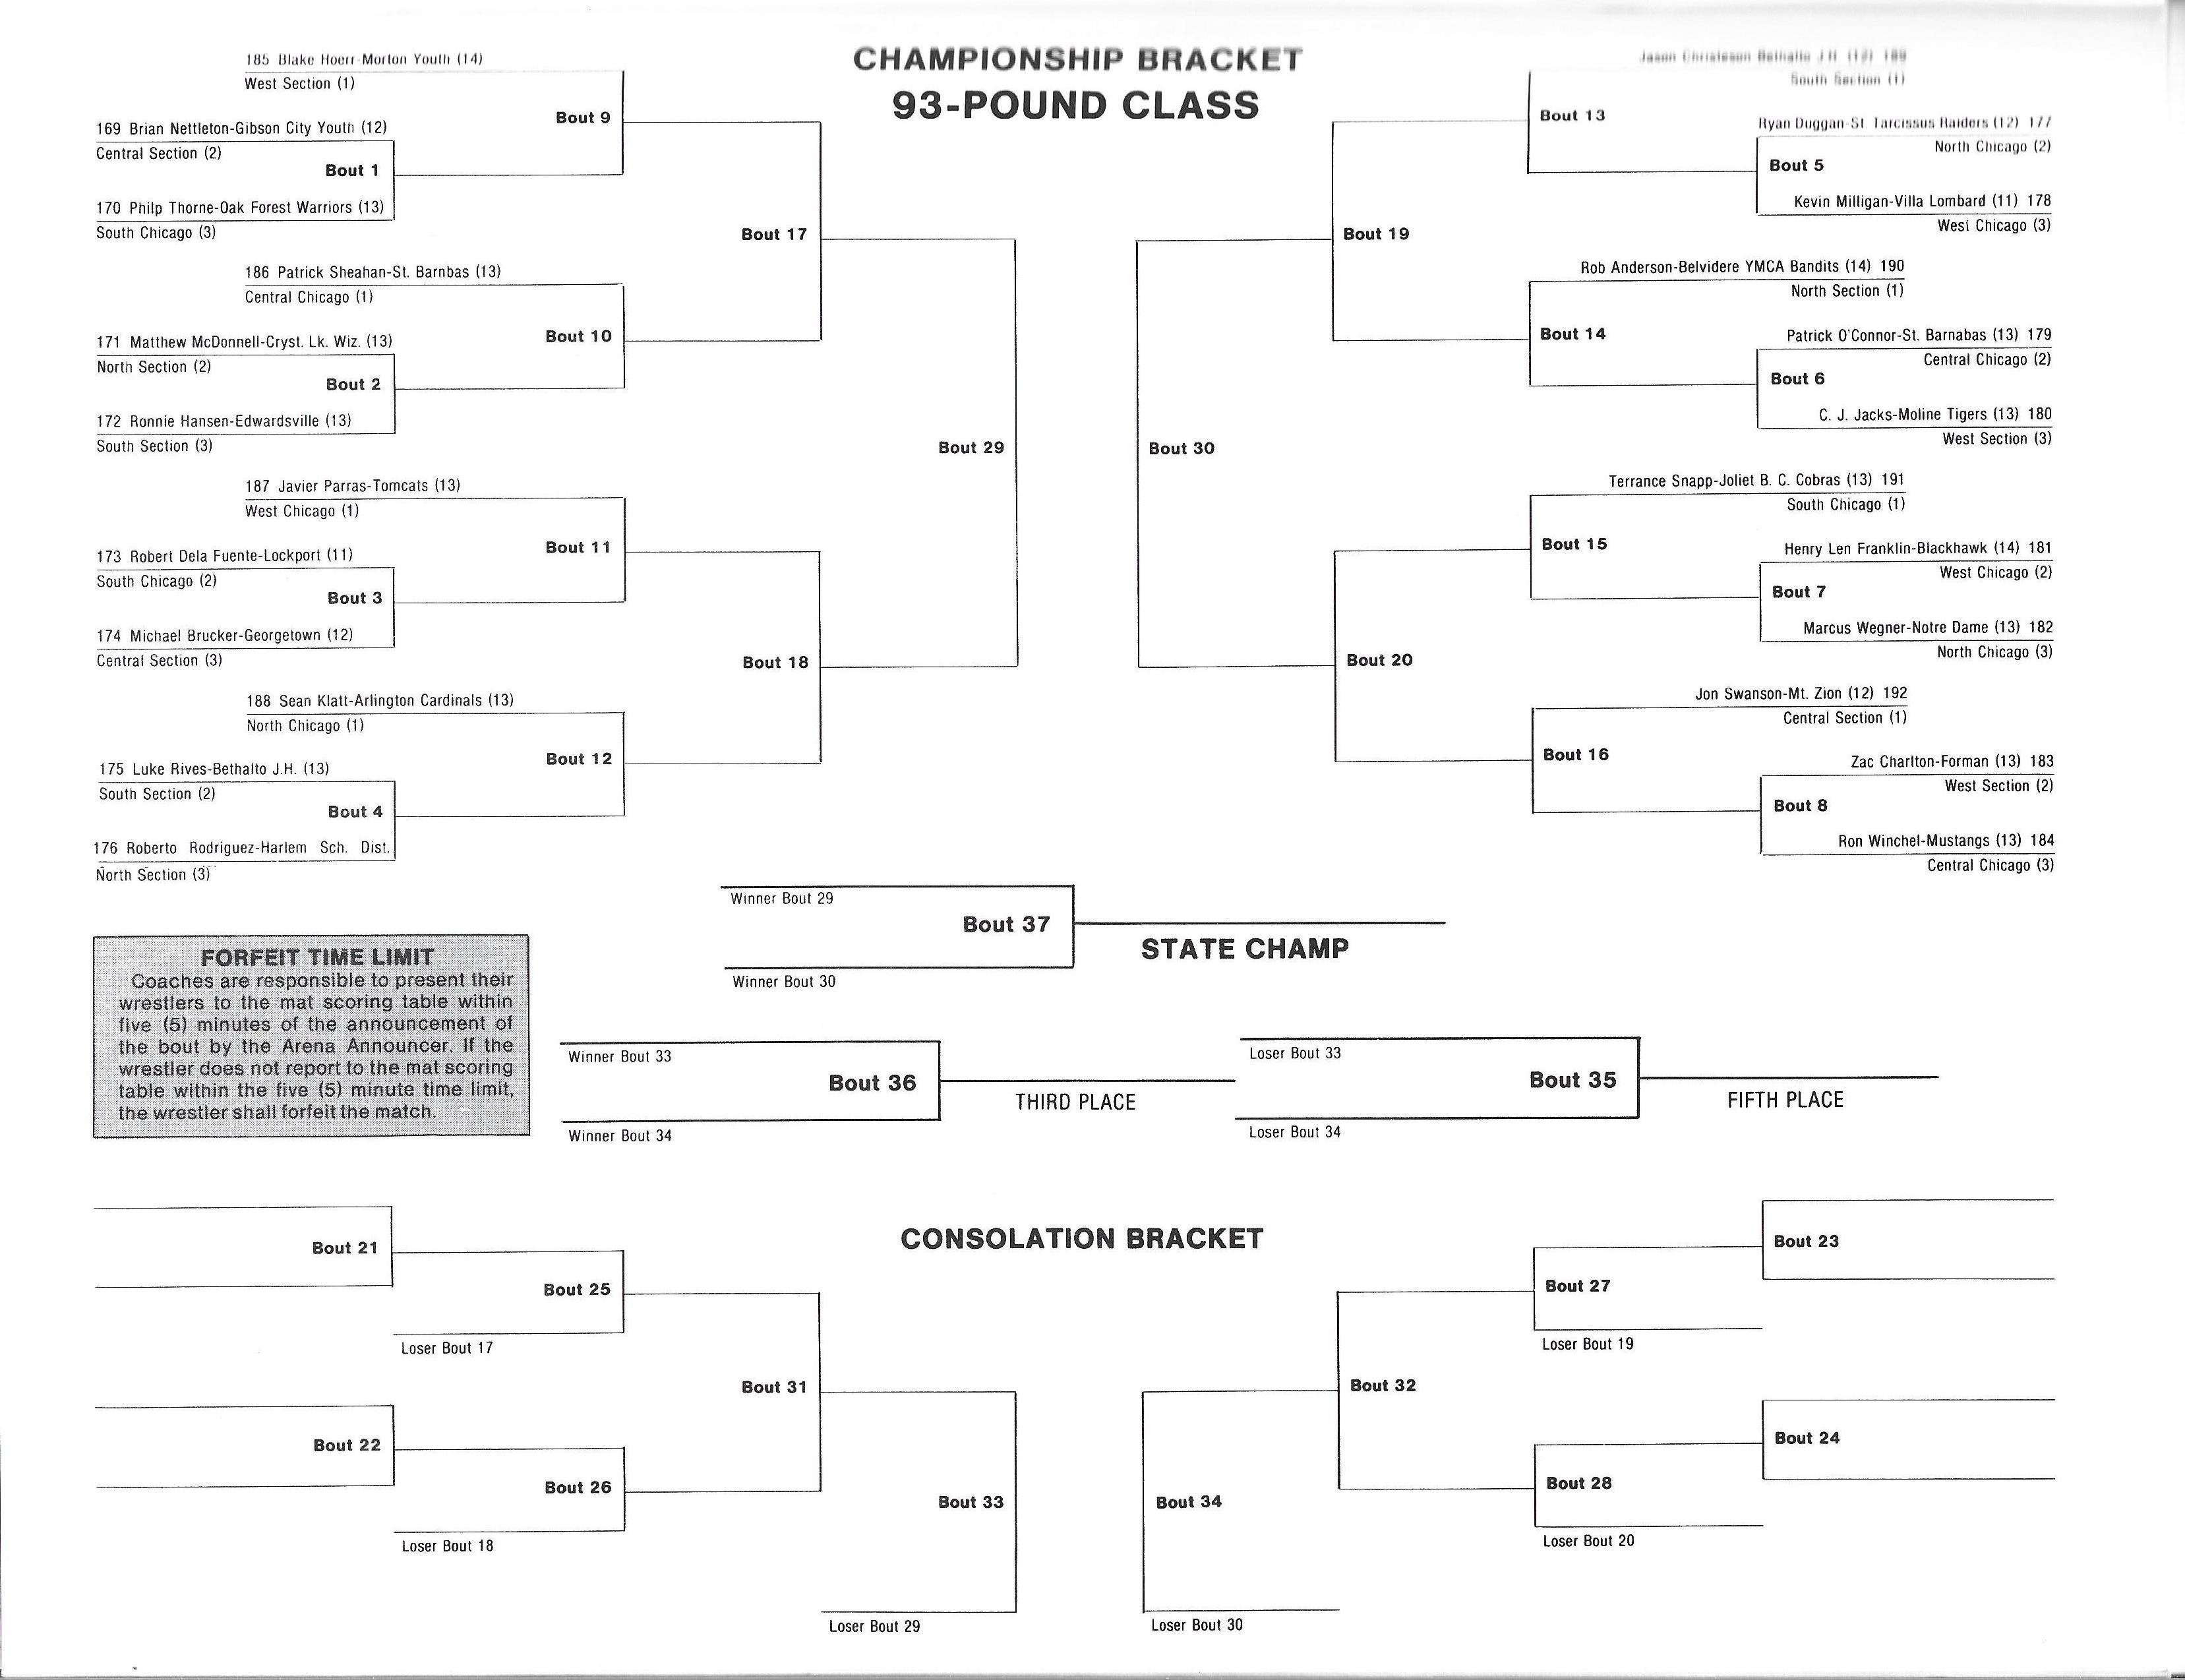 CHAMPIONSHIP BRACKET
93-POUND CLASS
185 Blake Hoerr-Morton Youth (14)
West Section (1)
Bout 9
169 Brian Nettleton-Gibson City Youth (12)
Central Section (2)
Bout 1
170 Philp Thorne-Oak Forest Warriors (13)
South Chicago (3)
Bout 17
186 Patrick Sheahan-St. Barnbas (13)
Central Chicago (1)
Bout 10
171 Matthew McDonnell-Cryst. Lk. Wiz. (13)
North Section (2)
Bout 2
172 Ronnie Hansen-Edwardsville (13)
South Section (3)
Bout 29
187 Javier Parras-Tomcats (13)
West Chicago (1)
Bout 11
173 Robert Dela Fuente-Lockport (11)
South Chicago (2)
Bout 3
174 Michael Brucker-Georgetown (12)
Central Section (3)
Bout 18
188 Sean Klatt-Arlington Cardinals (13)
North Chicago (1)
Bout 12
175 Luke Rives-Bethalto J.H. (13)
South Section (2)
Bout 4
176 Roberto Rodriguez-Harlem Sch. Dist.
North Section (3)
Jason Christeson Bethalto J H (12) 189
South Section (1)
Bout 13
Ryan Duggan-St. Tarcissus Raiders (12) 177
North Chicago (2)
Bout 5
Kevin Milligan-Villa Lombard (11) 178
West Chicago (3)
Bout 19
Rob Anderson-Belvidere YMCA Bandits (14) 190
North Section (1)
Bout 14
Patrick O'Connor-St. Barnabas (13) 179
Central Chicago (2)
Bout 6
C. J. Jacks-Moline Tigers (13) 180
West Section (3)
Bout 30
Terrance Snapp-Joliet B. C. Cobras (13) 191
South Chicago (1)
Bout 15
Henry Len Franklin-Blackhawk (14) 181
West Chicago (2)
Bout 7
Marcus Wegner-Notre Dame (13) 182
North Chicago (3)
Bout 20
Jon Swanson-Mt. Zion (12) 192
Central Section (1)
Bout 16
Zac Charlton-Forman (13) 183
West Section (2)
Bout 8
Ron Winchel-Mustangs (13) 184
Central Chicago (3)
Winner Bout 29
Bout 37
STATE CHAMP
Winner Bout 30
FORFEIT TIME LIMIT
Coaches are responsible to present their
wrestlers to the mat scoring table within
five (5) minutes of the announcement of
the bout by the Arena Announcer. If the
wrestler does not report to the mat scoring
table within the five (5) minute time limit,
the wrestler shall forfeit the match.
Winner Bout 33
Bout 36
THIRD PLACE
Winner Bout 34
Loser Bout 33
Bout 35
FIFTH PLACE
Loser Bout 34
CONSOLATION BRACKET
Bout 21
Bout 25
Loser Bout 17
Bout 31
Bout 22
Bout 26
Loser Bout 18
Bout 33
Loser Bout 29
Bout 23
Bout 27
Loser Bout 19
Bout 32
Bout 24
Bout 28
Loser Bout 20
Bout 34
Loser Bout 30